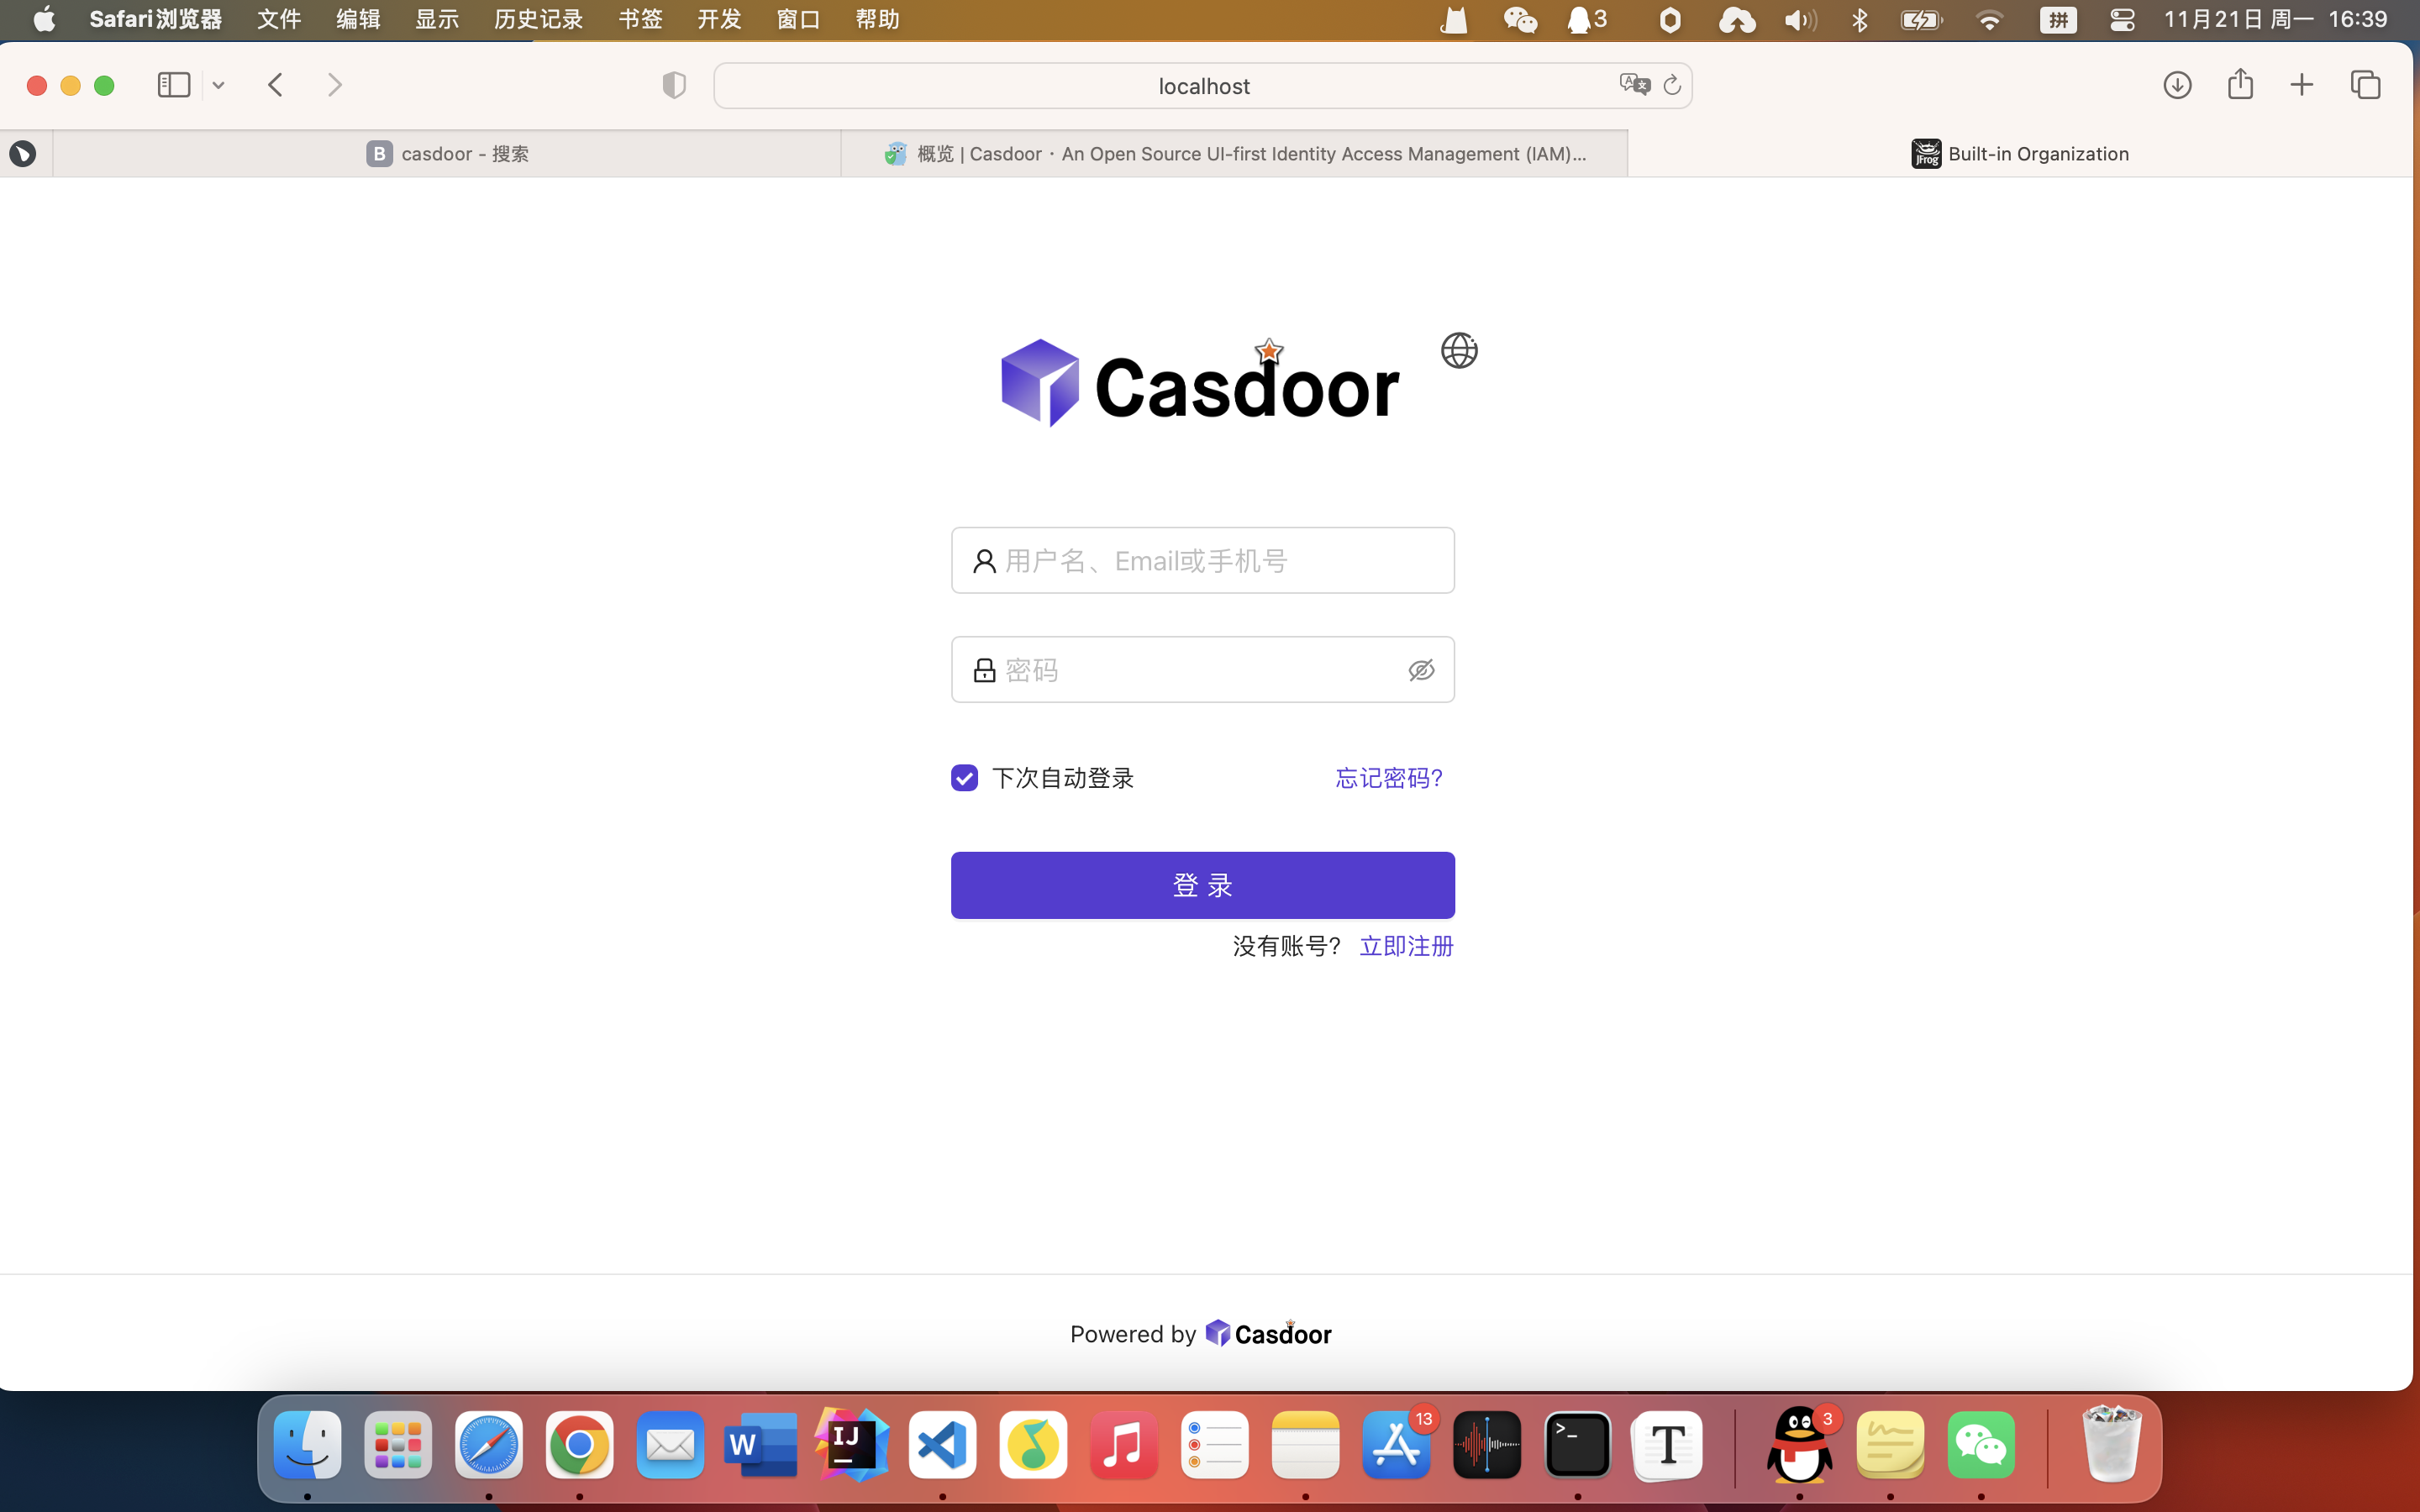 Safari浏览器 文件 编辑 显示 历史记录 书签 开发 窗口 帮助 3 拼 11月21日 周一 16:39
localhost
B casdoor - 搜索 概览 | Casdoor · An Open Source UI-first Identity Access Management (IAM)... JFrog Built-in Organization
Casdoor
用户名、Email或手机号
密码
下次自动登录 忘记密码?
登 录
没有账号? 立即注册
Powered by Casdoor
W IJ 13 >_ T 3